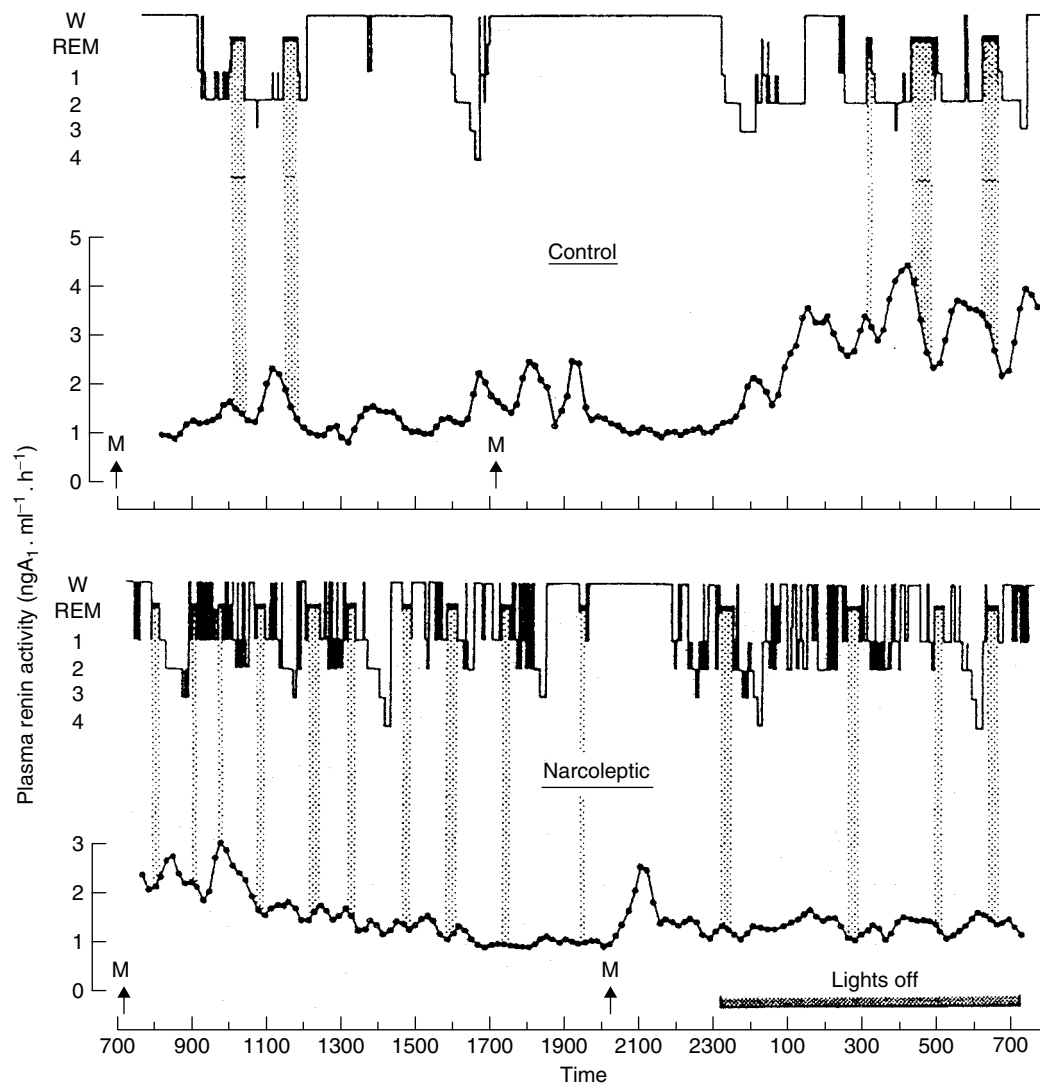 W
REM
1
2
3
4
Control
5
4
3
2
1
0
M
M
W
REM
1
2
3
4
Narcoleptic
3
2
1
0
M
M
Lights off
700 900 1100 1300 1500 1700 1900 2100 2300 100 300 500 700
Time
Plasma renin activity (ngA1 . ml−1 . h−1)